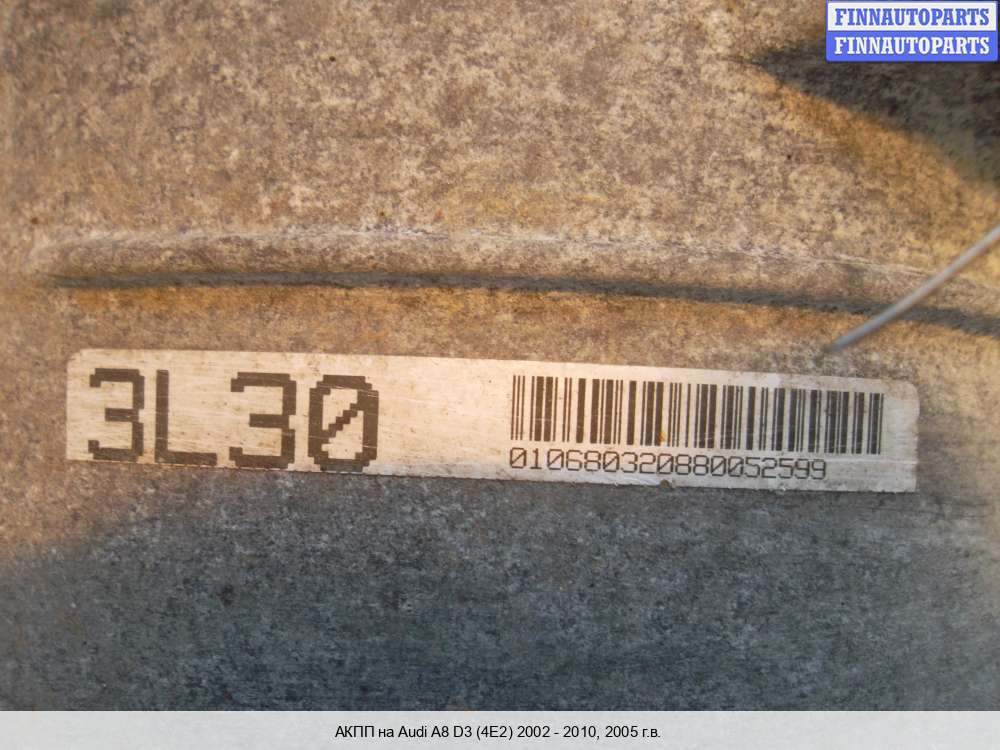 FINNAUTOPARTS
FINNAUTOPARTS
3L30
010680320880052599
АКПП на Audi A8 D3 (4E2) 2002 - 2010, 2005 г.в.